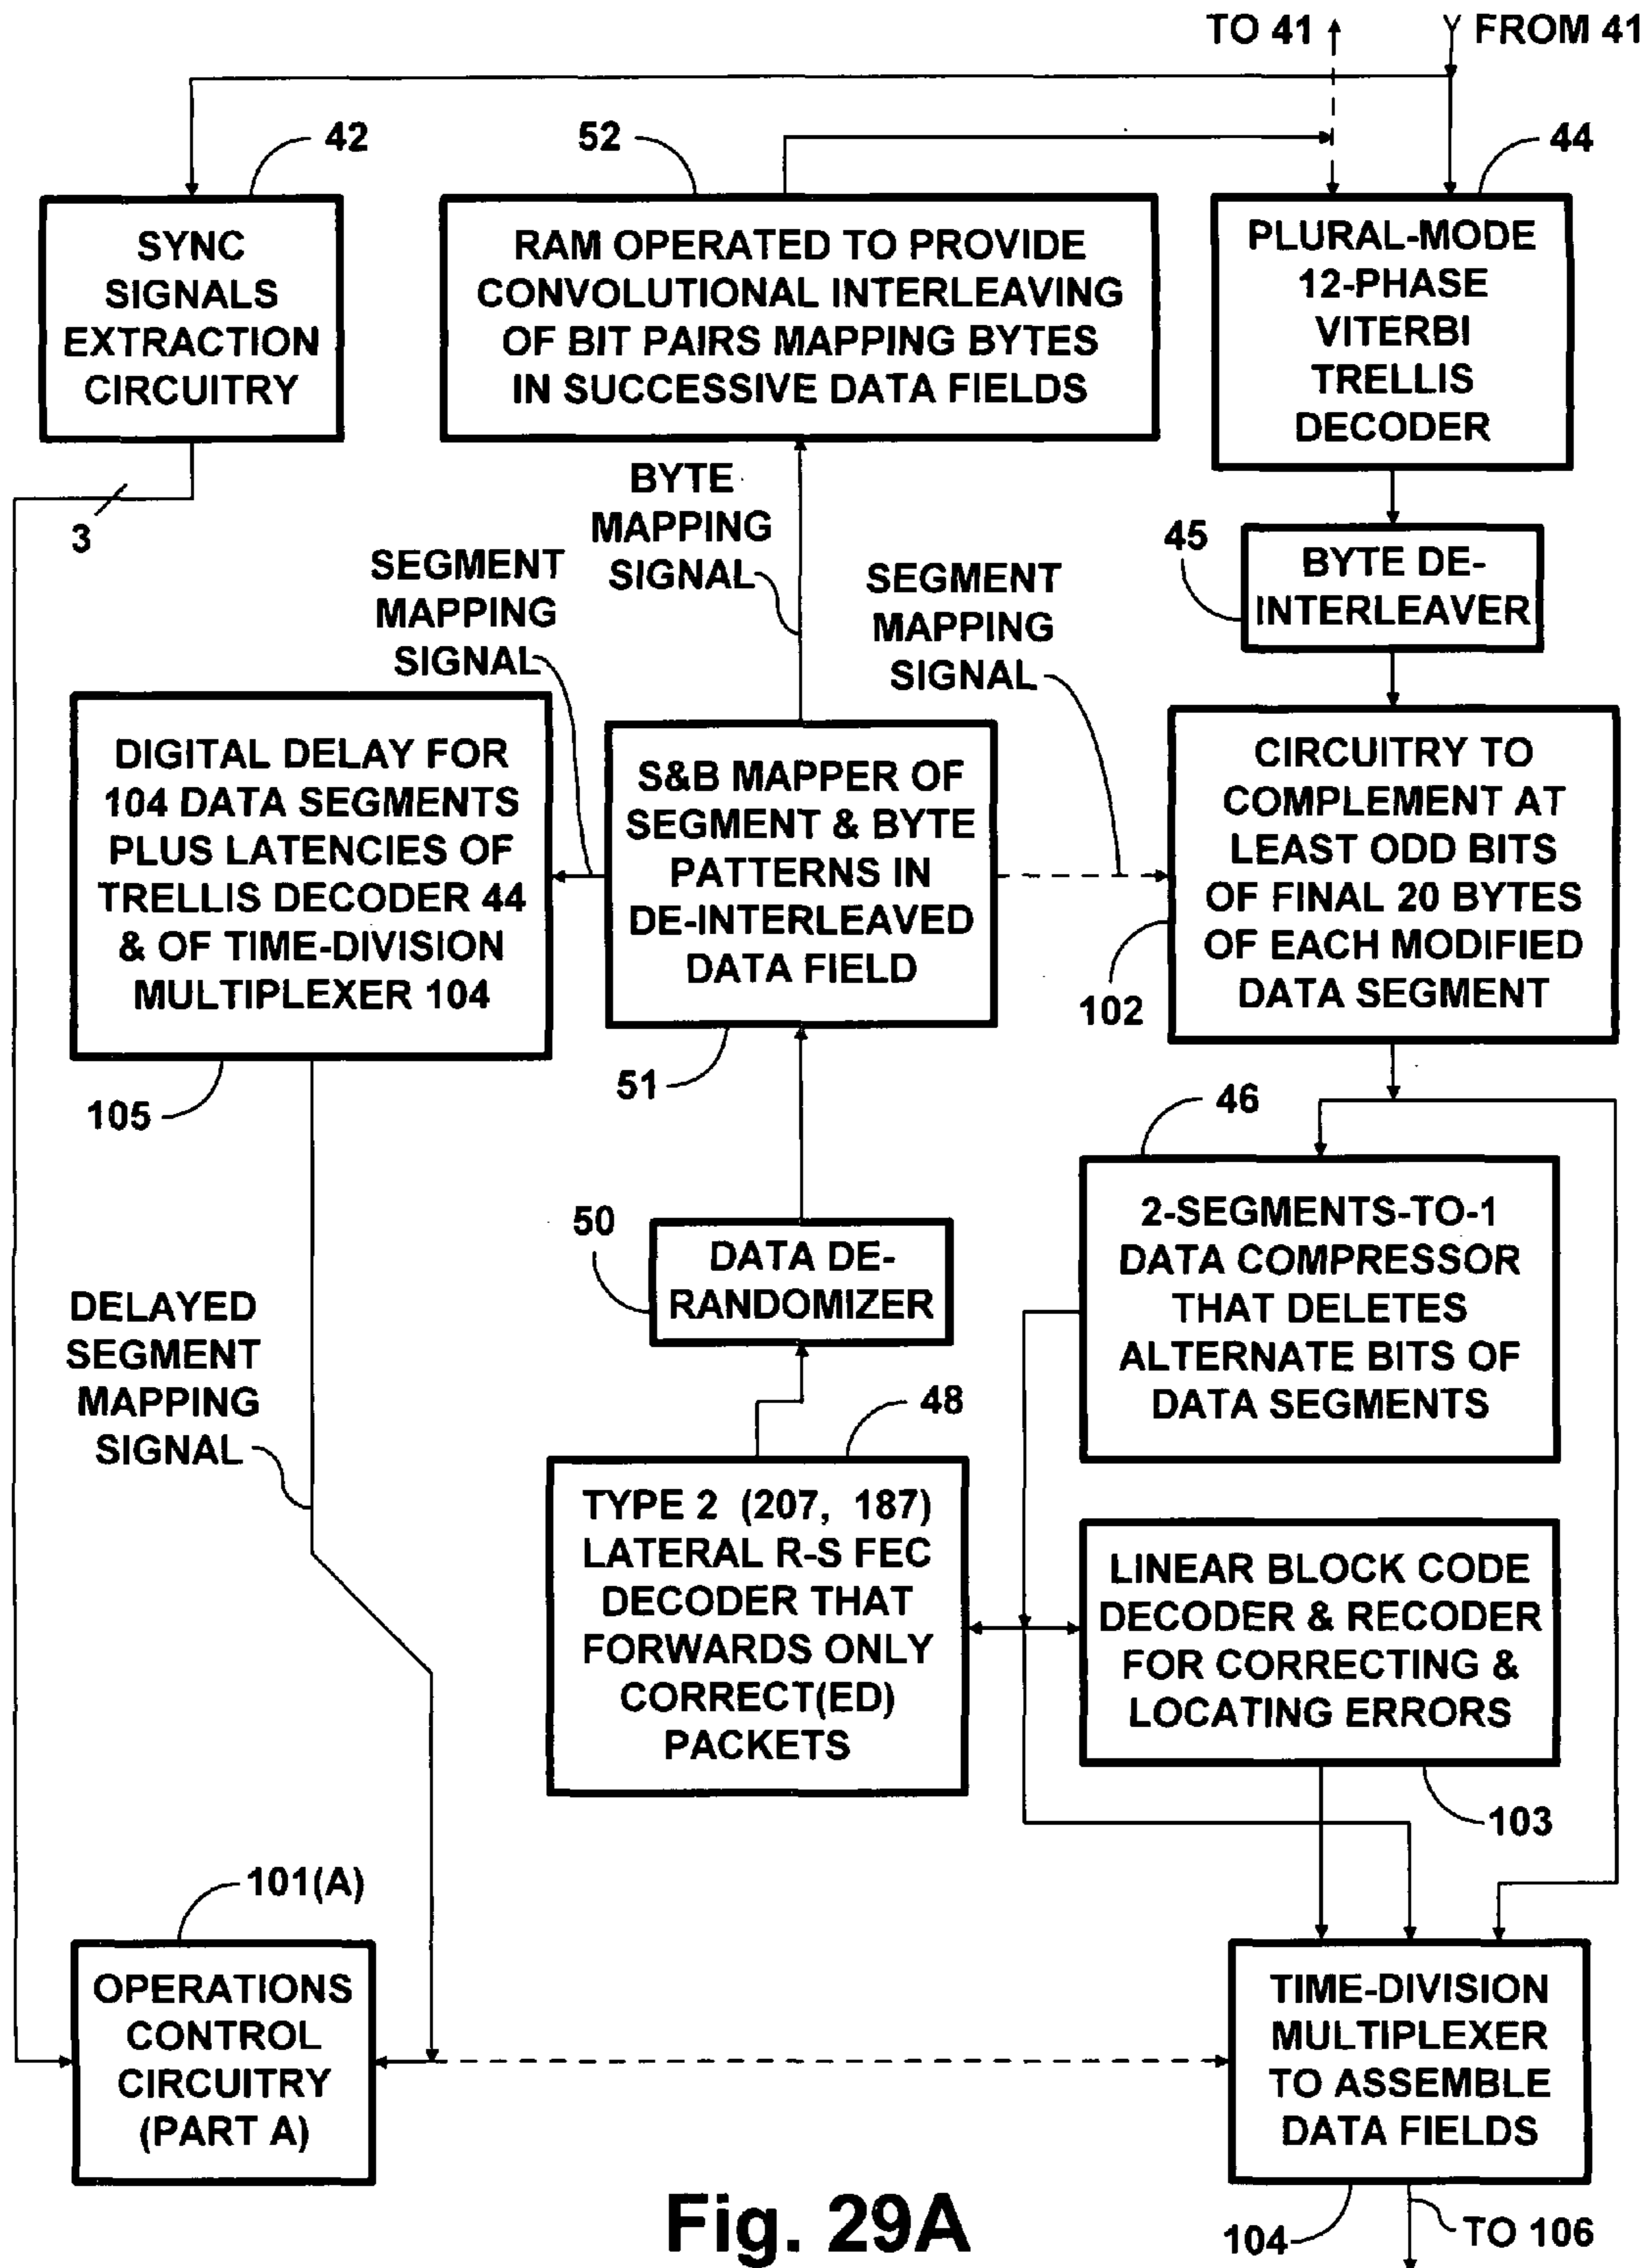 TO 41
FROM 41
42
52
44
SYNC
SIGNALS
EXTRACTION
CIRCUITRY
RAM OPERATED TO PROVIDE
CONVOLUTIONAL INTERLEAVING
OF BIT PAIRS MAPPING BYTES
IN SUCCESSIVE DATA FIELDS
PLURAL-MODE
12-PHASE
VITERBI
TRELLIS
DECODER
3
BYTE
MAPPING
SIGNAL
SEGMENT
MAPPING
SIGNAL
SEGMENT
MAPPING
SIGNAL
45
BYTE DE-
INTERLEAVER
DIGITAL DELAY FOR
104 DATA SEGMENTS
PLUS LATENCIES OF
TRELLIS DECODER 44
& OF TIME-DIVISION
MULTIPLEXER 104
S&B MAPPER OF
SEGMENT & BYTE
PATTERNS IN
DE-INTERLEAVED
DATA FIELD
CIRCUITRY TO
COMPLEMENT AT
LEAST ODD BITS
OF FINAL 20 BYTES
OF EACH MODIFIED
DATA SEGMENT
102
105
51
46
2-SEGMENTS-TO-1
DATA COMPRESSOR
THAT DELETES
ALTERNATE BITS OF
DATA SEGMENTS
50
DATA DE-
RANDOMIZER
DELAYED
SEGMENT
MAPPING
SIGNAL
48
TYPE 2 (207, 187)
LATERAL R-S FEC
DECODER THAT
FORWARDS ONLY
CORRECT(ED)
PACKETS
LINEAR BLOCK CODE
DECODER & RECODER
FOR CORRECTING &
LOCATING ERRORS
103
101(A)
OPERATIONS
CONTROL
CIRCUITRY
(PART A)
TIME-DIVISION
MULTIPLEXER
TO ASSEMBLE
DATA FIELDS
104
TO 106
Fig. 29A